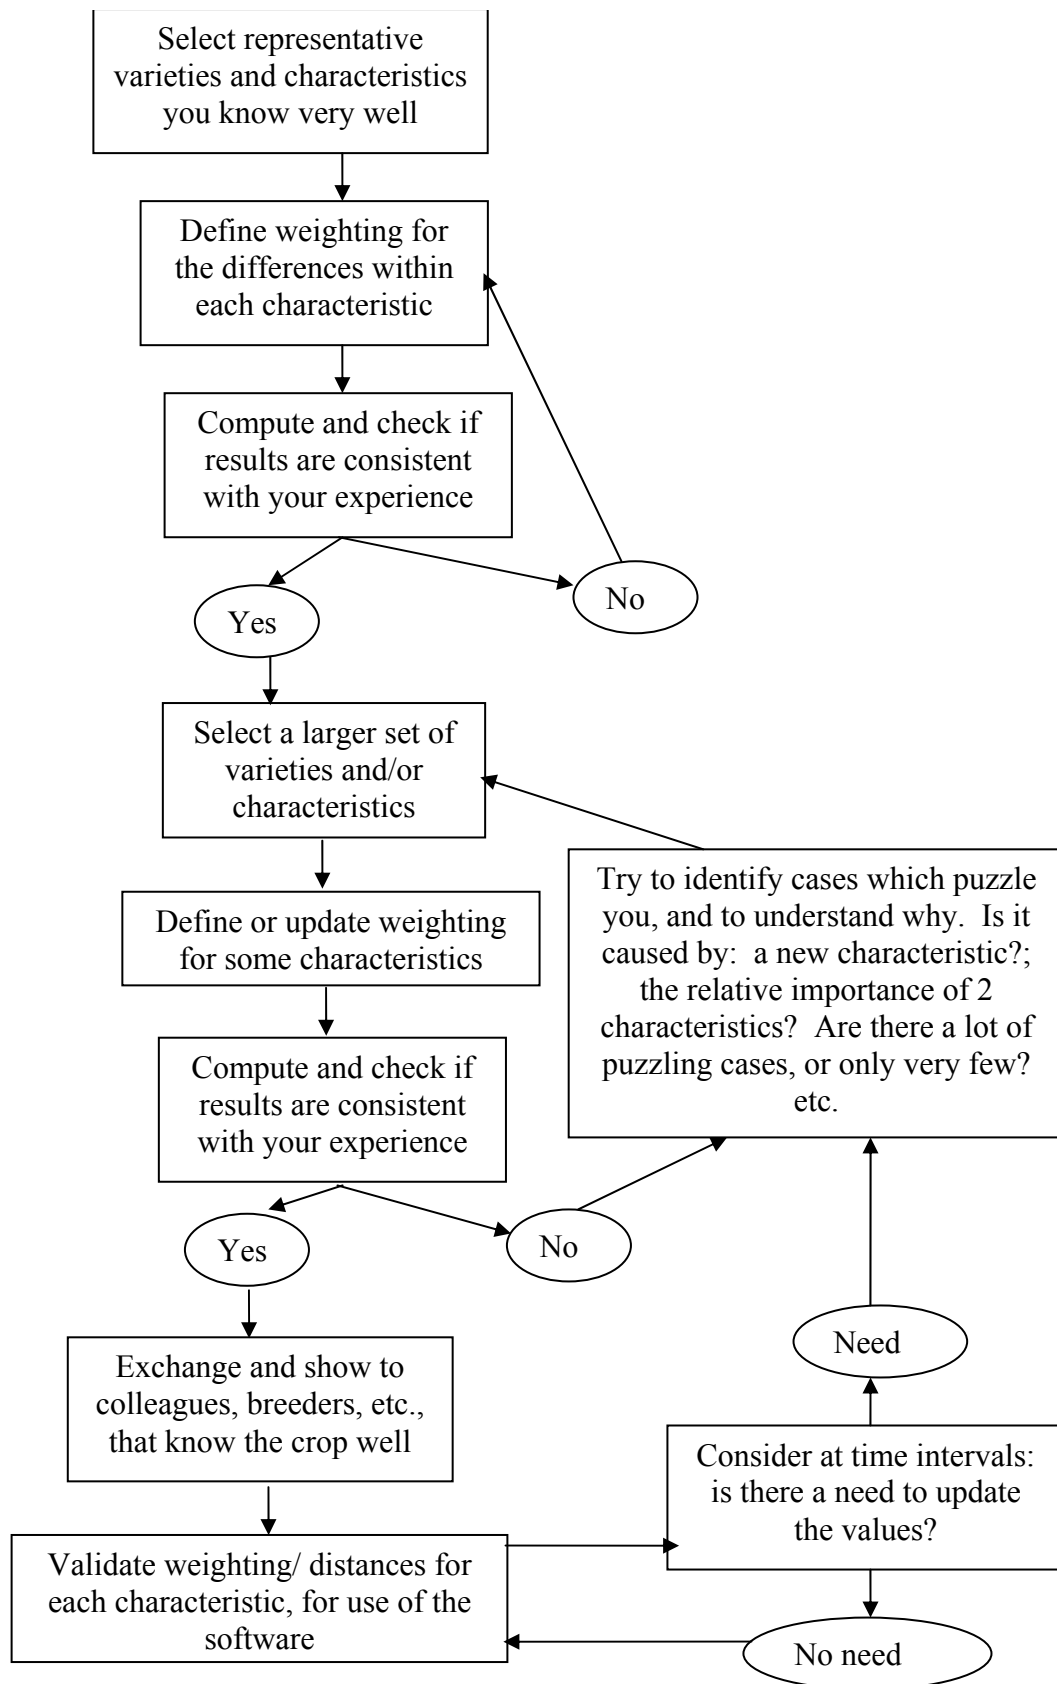 Select representative
varieties and characteristics
you know very well
Define weighting for
the differences within
each characteristic
Compute and check if
results are consistent
with your experience
No
Yes
Select a larger set of
varieties and/or
characteristics
Try to identify cases which puzzle
you, and to understand why.  Is it
caused by:  a new characteristic?;
the relative importance of 2
characteristics?  Are there a lot of
puzzling cases, or only very few?
etc.
Define or update weighting
for some characteristics
Compute and check if
results are consistent
with your experience
Yes
No
Need
Exchange and show to
colleagues, breeders, etc.,
that know the crop well
Consider at time intervals:
is there a need to update
the values?
Validate weighting/ distances for
each characteristic, for use of the
software
No need